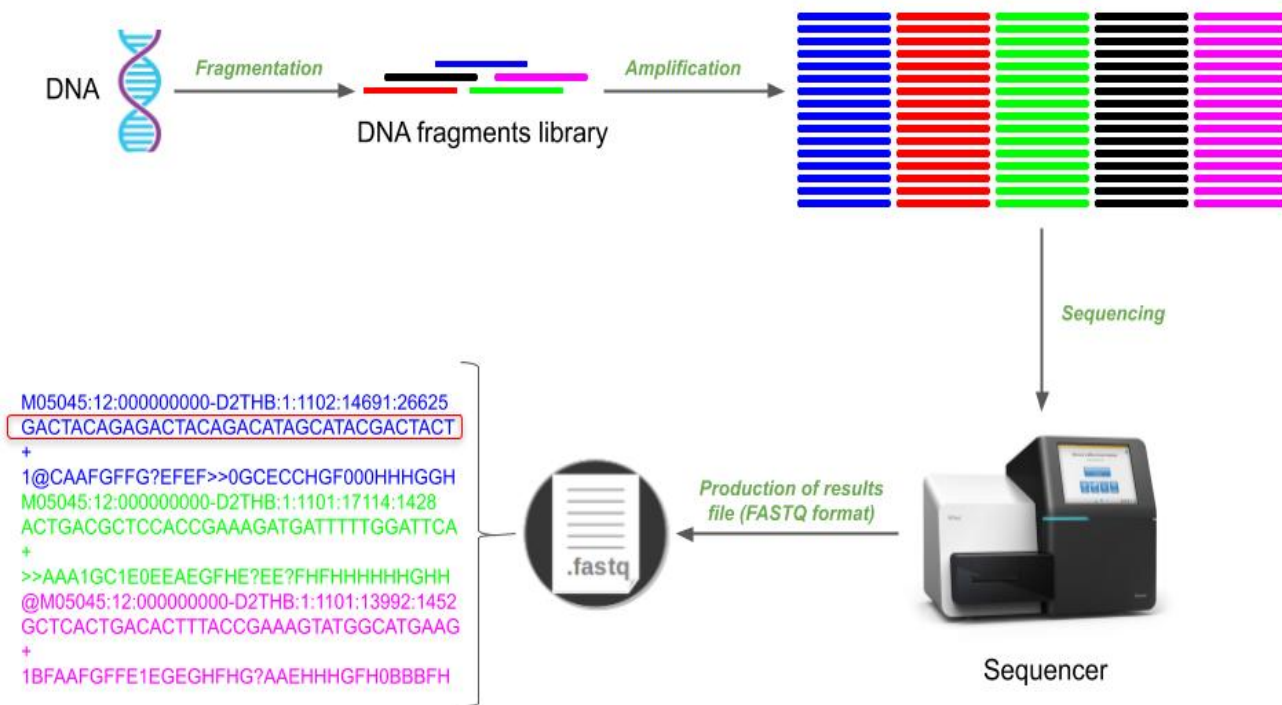 DNA
Fragmentation
DNA fragments library
Amplification
Sequencing
Sequencer
Production of results
file (FASTQ format)
.fastq
M05045:12:000000000-D2THB:1:1102:14691:26625
GACTACAGAGACTACAGACATAGCATACGACTACT
+
1@CAAFGFFG?EFEF>>0GCECCHGF000HHHGGH
M05045:12:000000000-D2THB:1:1101:17114:1428
ACTGACGCTCCACCGAAAGATGATTTTTGGATTCA
+
>>AAA1GC1E0EEAEGFHE?EE?FHFHHHHHHGHH
@M05045:12:000000000-D2THB:1:1101:13992:1452
GCTCACTGACACTTTACCGAAAGTATGGCATGAAG
+
1BFAAFGFFE1EGEGHFHG?AAEHHHGFH0BBBFH